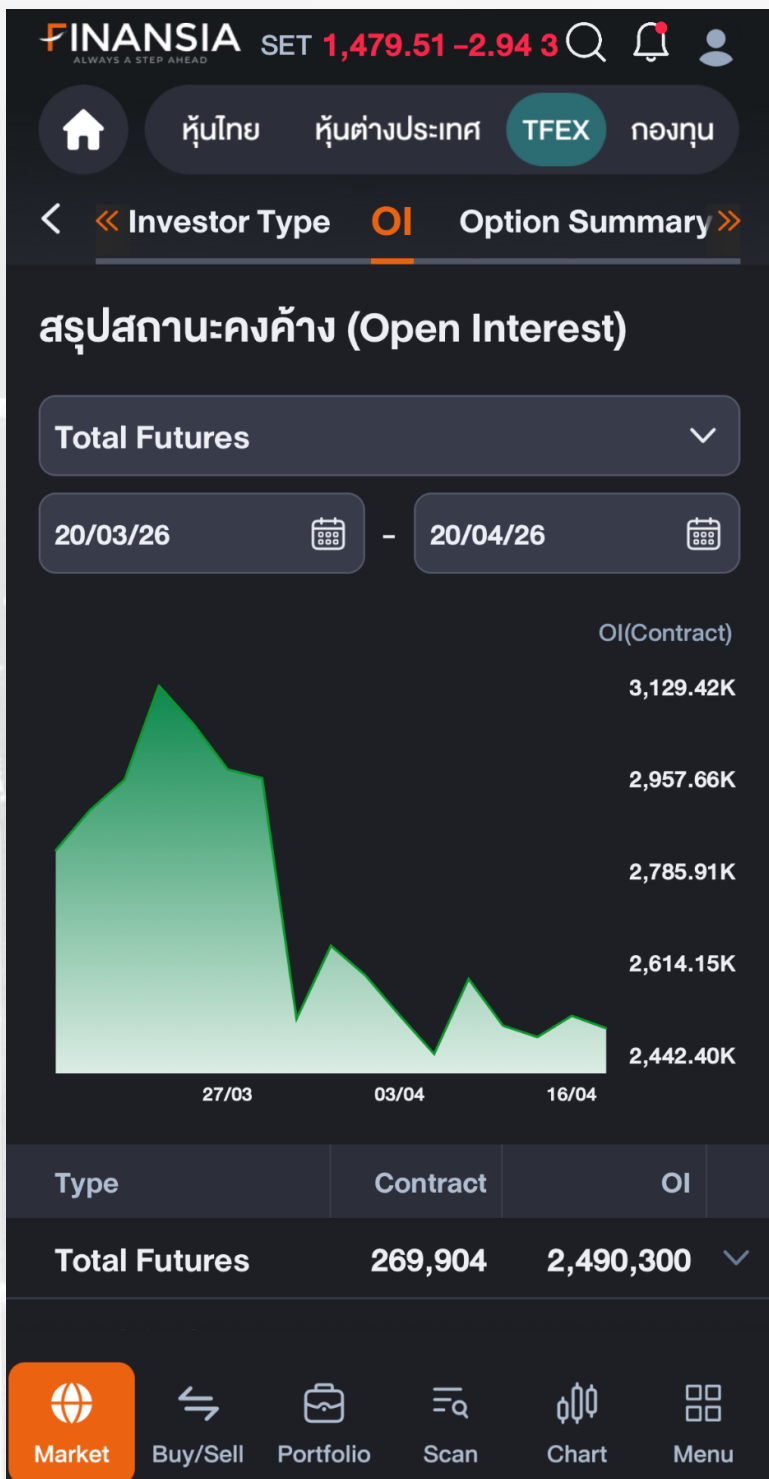 FINANSIA
ALWAYS A STEP AHEAD
SET 1,479.51 -2.94 3
หุ้นไทย หุ้นต่างประเทศ TFEX กองทุน
Investor Type OI Option Summary
สรุปสถานะคงค้าง (Open Interest)
Total Futures
20/03/26 - 20/04/26
OI(Contract)
3,129.42K
2,957.66K
2,785.91K
2,614.15K
2,442.40K
27/03 03/04 16/04
Type Contract OI
Total Futures 269,904 2,490,300
Market Buy/Sell Portfolio Scan Chart Menu